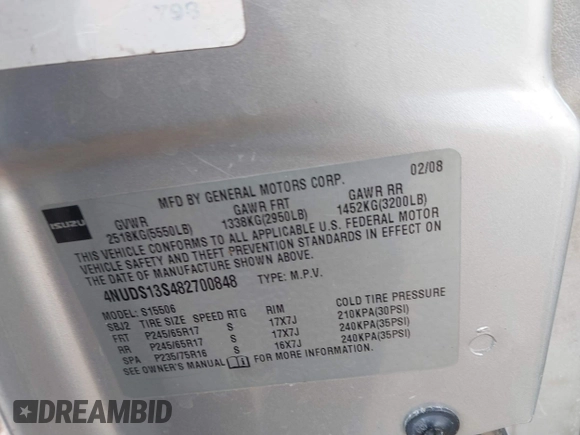 MFD BY GENERAL MOTORS CORP. 02/08
ISUZU
GVWR GAWR FRT GAWR RR
2518KG(5550LB) 1338KG(2950LB) 1452KG(3200LB)
THIS VEHICLE CONFORMS TO ALL APPLICABLE U.S. FEDERAL MOTOR
VEHICLE SAFETY AND THEFT PREVENTION STANDARDS IN EFFECT ON
THE DATE OF MANUFACTURE SHOWN ABOVE.
4NUDS13S482700848 TYPE: M.P.V.
MODEL: S15506
SBJ2 TIRE SIZE SPEED RTG RIM COLD TIRE PRESSURE
FRT P245/65R17 S 17X7J 210KPA(30PSI)
RR P245/65R17 S 17X7J 240KPA(35PSI)
SPA P235/75R16 S 16X7J 240KPA(35PSI)
SEE OWNER'S MANUAL FOR MORE INFORMATION.
DREAMBID